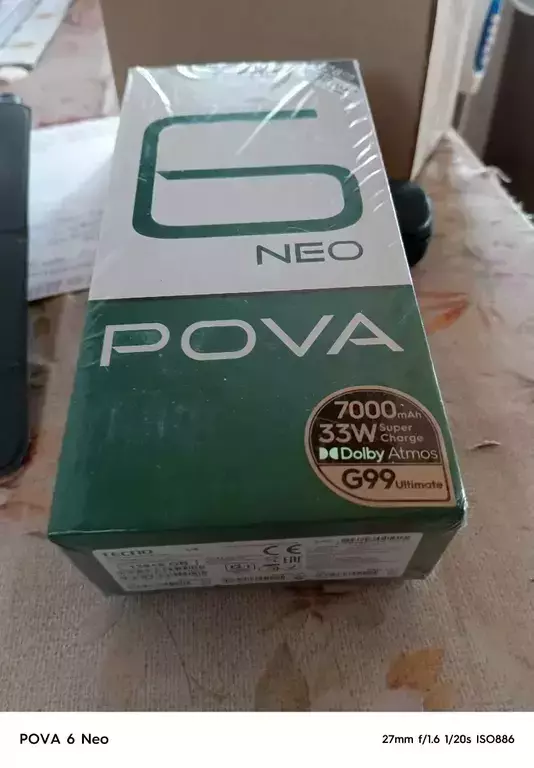 6
NEO
POVA
7000mAh
33W Super Charge
Dolby Atmos
G99 Ultimate
TECNO
CE
EAC
POVA 6 Neo
27mm f/1.6 1/20s ISO886